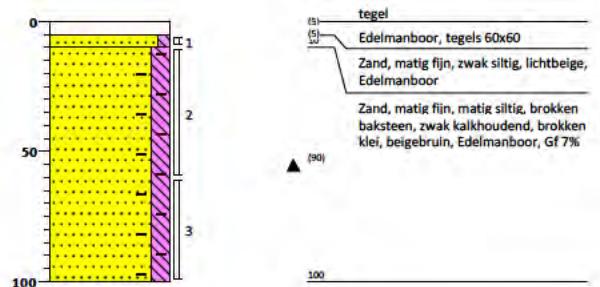 0
50
100
1
2
3
(5)
tegel
(5)
Edelmanboor, tegels 60x60
10
Zand, matig fijn, zwak siltig, lichtbeige,
Edelmanboor
Zand, matig fijn, matig siltig, brokken
baksteen, zwak kalkhoudend, brokken
klei, beigebruin, Edelmanboor, Gf 7%
(90)
100